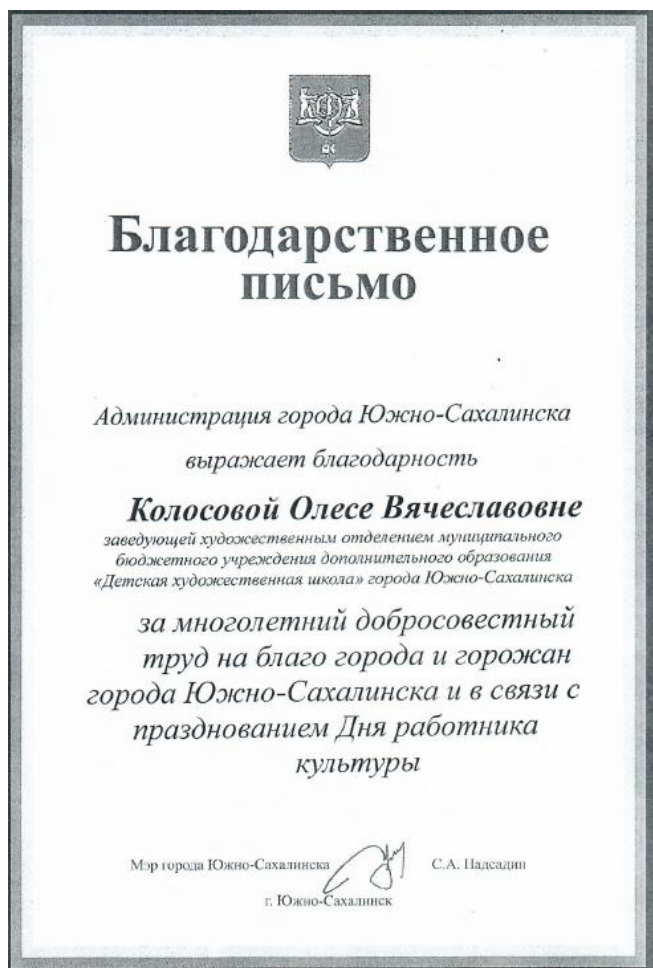 Благодарственное
письмо
Администрация города Южно-Сахалинска
выражает благодарность
Колосовой Олесе Вячеславовне
заведующей художественным отделением муниципального
бюджетного учреждения дополнительного образования
«Детская художественная школа» города Южно-Сахалинска
за многолетний добросовестный
труд на благо города и горожан
города Южно-Сахалинска и в связи с
празднованием Дня работника
культуры
Мэр города Южно-Сахалинска С.А. Надсадин
г. Южно-Сахалинск